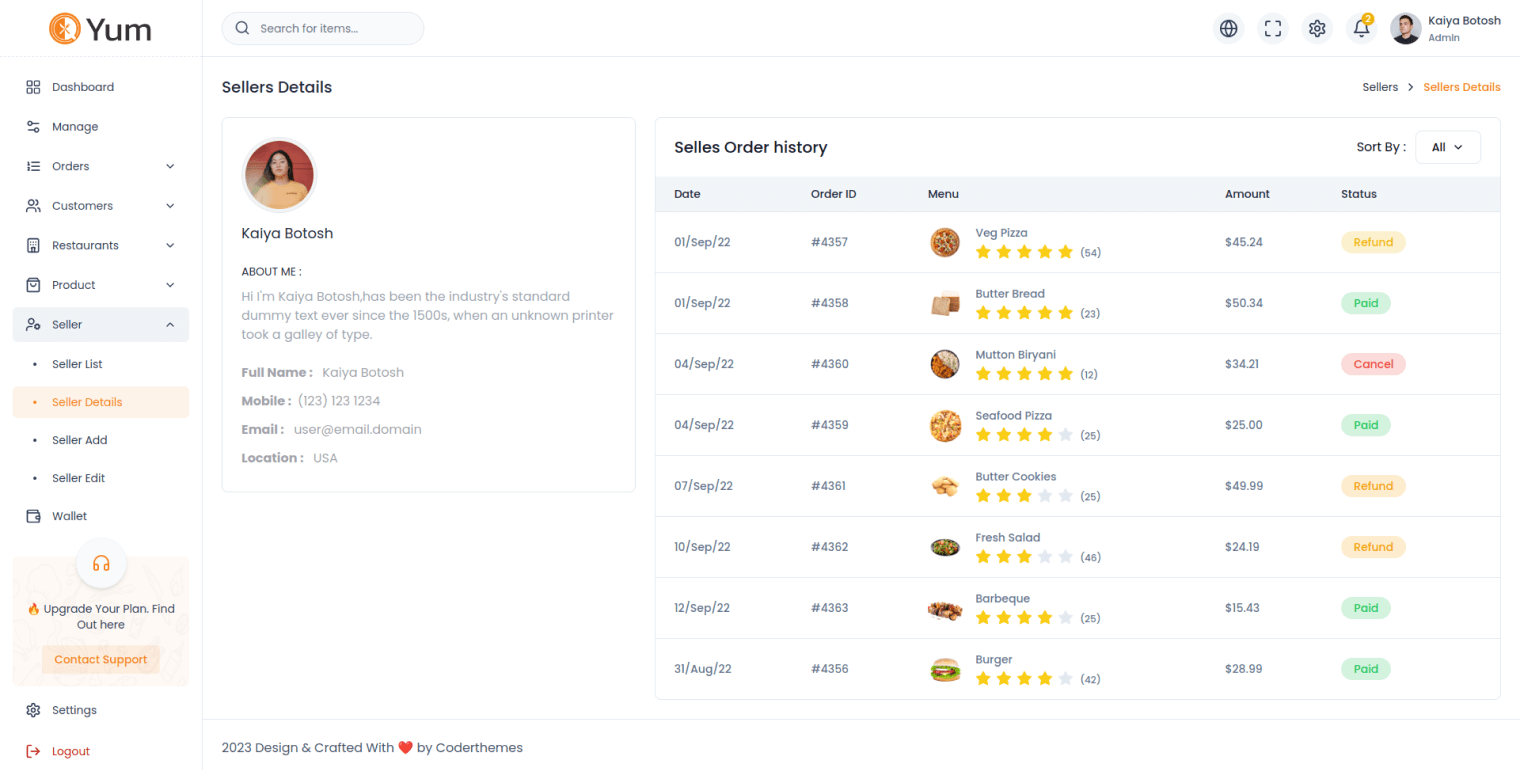 Yum
Search for items...
2
Kaiya Botosh
Admin
Dashboard
Manage
Orders
Customers
Restaurants
Product
Seller
Seller List
Seller Details
Seller Add
Seller Edit
Wallet
🔥 Upgrade Your Plan. Find
Out here
Contact Support
Settings
Logout
Sellers Details
Sellers > Sellers Details
Kaiya Botosh
ABOUT ME :
Hi I'm Kaiya Botosh,has been the industry's standard
dummy text ever since the 1500s, when an unknown printer
took a galley of type.
Full Name : Kaiya Botosh
Mobile : (123) 123 1234
Email : user@email.domain
Location : USA
Selles Order history
Sort By : All
Date Order ID Menu Amount Status
01/Sep/22 #4357 Veg Pizza (54) $45.24 Refund
01/Sep/22 #4358 Butter Bread (23) $50.34 Paid
04/Sep/22 #4360 Mutton Biryani (12) $34.21 Cancel
04/Sep/22 #4359 Seafood Pizza (25) $25.00 Paid
07/Sep/22 #4361 Butter Cookies (25) $49.99 Refund
10/Sep/22 #4362 Fresh Salad (46) $24.19 Refund
12/Sep/22 #4363 Barbeque (25) $15.43 Paid
31/Aug/22 #4356 Burger (42) $28.99 Paid
2023 Design & Crafted With ❤️ by Coderthemes